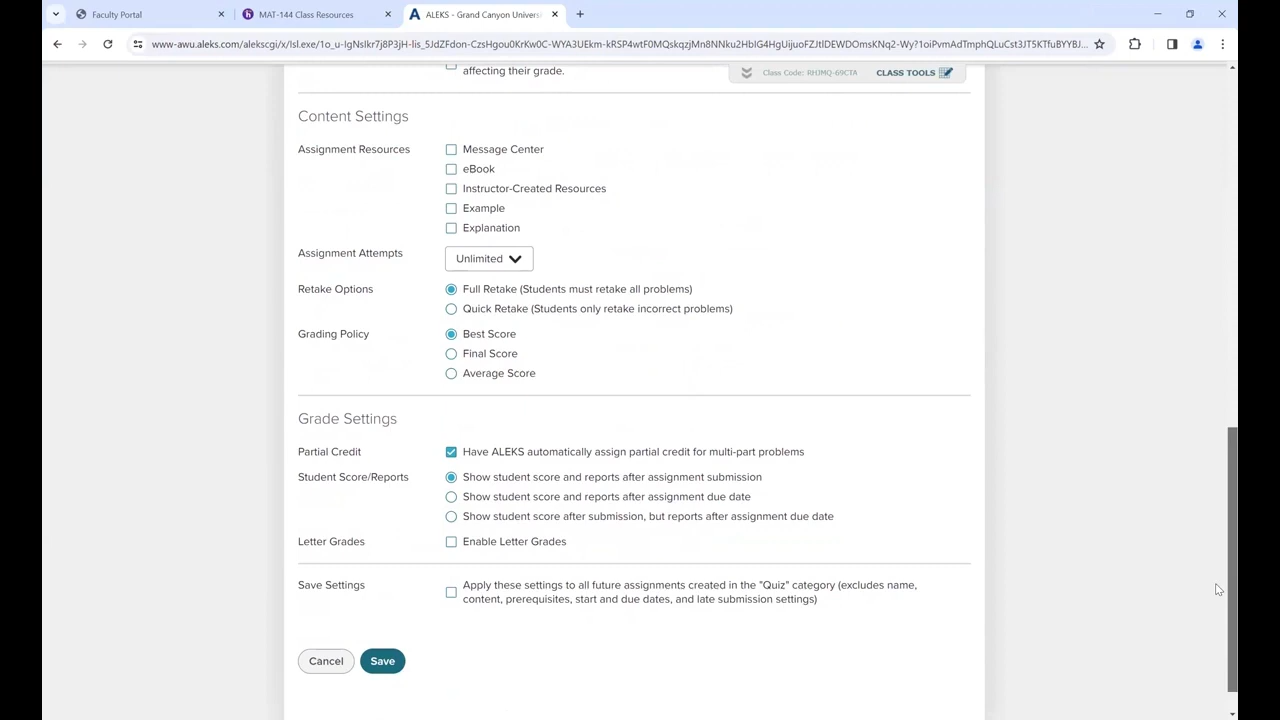 Faculty Portal
MAT-144 Class Resources
ALEKS - Grand Canyon Univers
affecting their grade.
Class Code: RHJMQ-69CTA
CLASS TOOLS
Content Settings
Assignment Resources
Message Center
eBook
Instructor-Created Resources
Example
Explanation
Assignment Attempts
Unlimited
Retake Options
Full Retake (Students must retake all problems)
Quick Retake (Students only retake incorrect problems)
Grading Policy
Best Score
Final Score
Average Score
Grade Settings
Partial Credit
Have ALEKS automatically assign partial credit for multi-part problems
Student Score/Reports
Show student score and reports after assignment submission
Show student score and reports after assignment due date
Show student score after submission, but reports after assignment due date
Letter Grades
Enable Letter Grades
Save Settings
Apply these settings to all future assignments created in the "Quiz" category (excludes name,
content, prerequisites, start and due dates, and late submission settings)
Cancel
Save